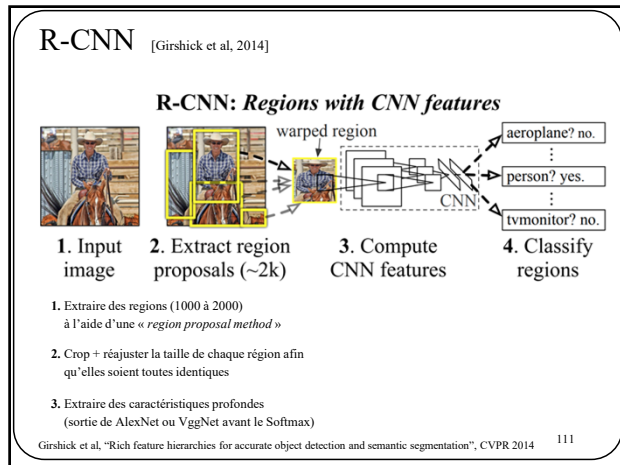 R-CNN [Girshick et al, 2014]
R-CNN: Regions with CNN features
warped region
aeroplane? no.
person? yes.
CNN
tvmonitor? no.
1. Input image
2. Extract region proposals (~2k)
3. Compute CNN features
4. Classify regions
1. Extraire des regions (1000 à 2000)
à l’aide d’une « region proposal method »
2. Crop + réajuster la taille de chaque région afin
qu’elles soient toutes identiques
3. Extraire des caractéristiques profondes
(sortie de AlexNet ou VggNet avant le Softmax)
Girshick et al, “Rich feature hierarchies for accurate object detection and semantic segmentation”, CVPR 2014
111